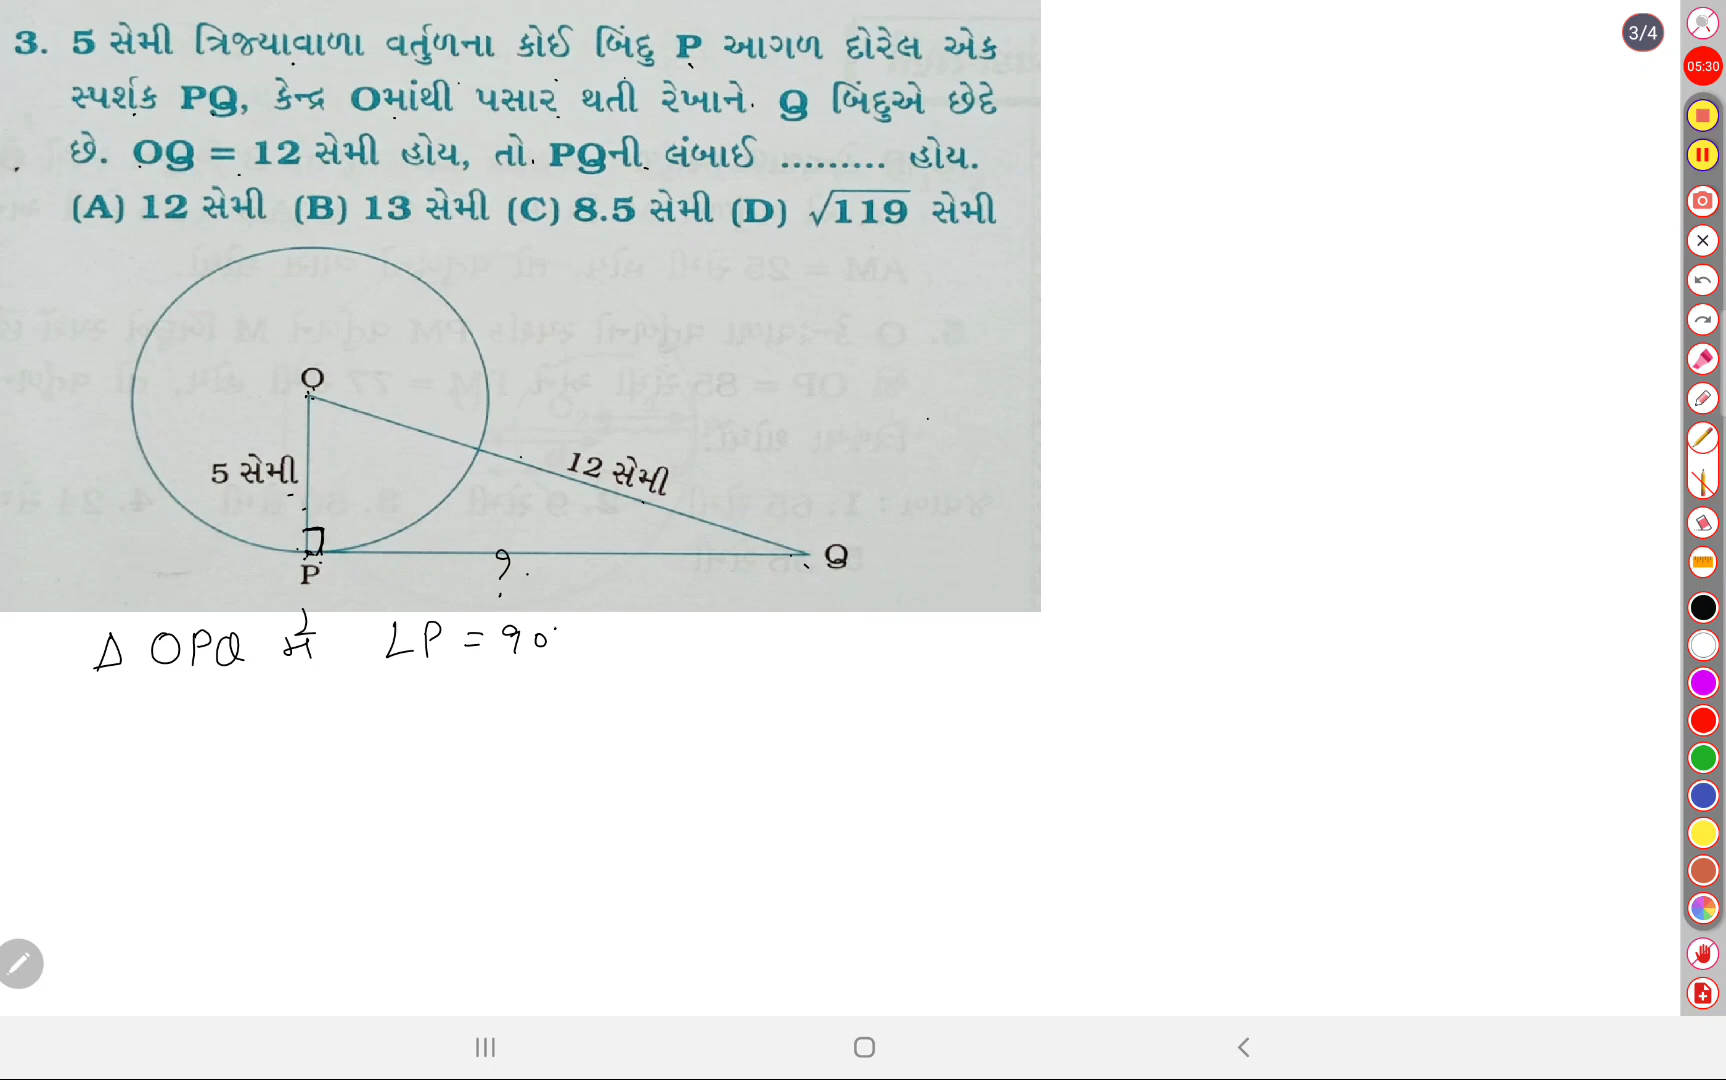 3. 5 સેમી ત્રિજ્યાવાળા વર્તુળના કોઈ બિંદુ P આગળ દોરેલ એક
સ્પર્શક PQ, કેન્દ્ર Oમાંથી પસાર થતી રેખાને Q બિંદુએ છેદે
છે. OQ = 12 સેમી હોય, તો PQની લંબાઈ ......... હોય.
(A) 12 સેમી (B) 13 સેમી (C) 8.5 સેમી (D) √119 સેમી
O
5 સેમી
12 સેમી
P
?
Q
Δ OPQ में ∠P = 90°
3/4
05:30